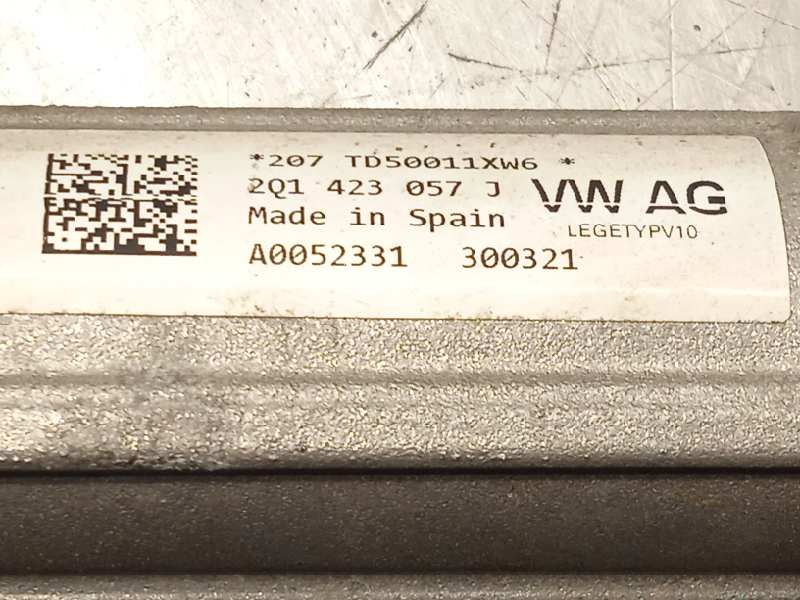 *207 TD50011XW6 *
2Q1 423 057 J
VW AG
Made in Spain
LEGETYPV10
A0052331 300321